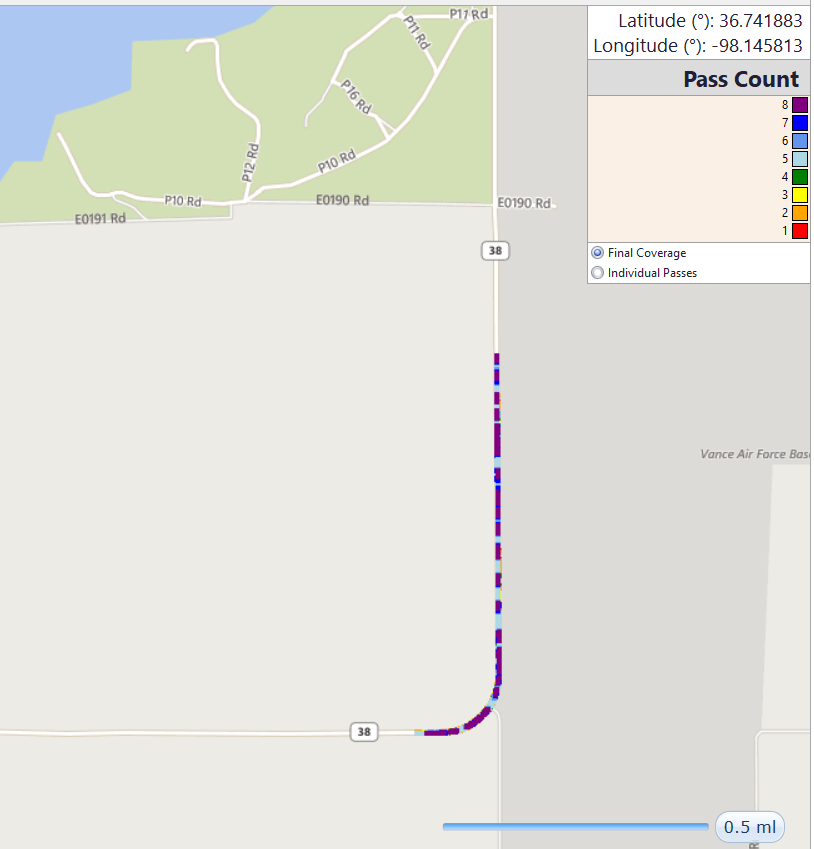 P11 Rd
Latitude (°): 36.741883
P11 Rd
Longitude (°): -98.145813
Pass Count
P16 Rd
8
7
6
5
4
3
2
1
P12 Rd
P10 Rd
P10 Rd
E0190 Rd
E0190 Rd
E0191 Rd
38
Final Coverage
Individual Passes
Vance Air Force Bas
38
0.5 ml
R